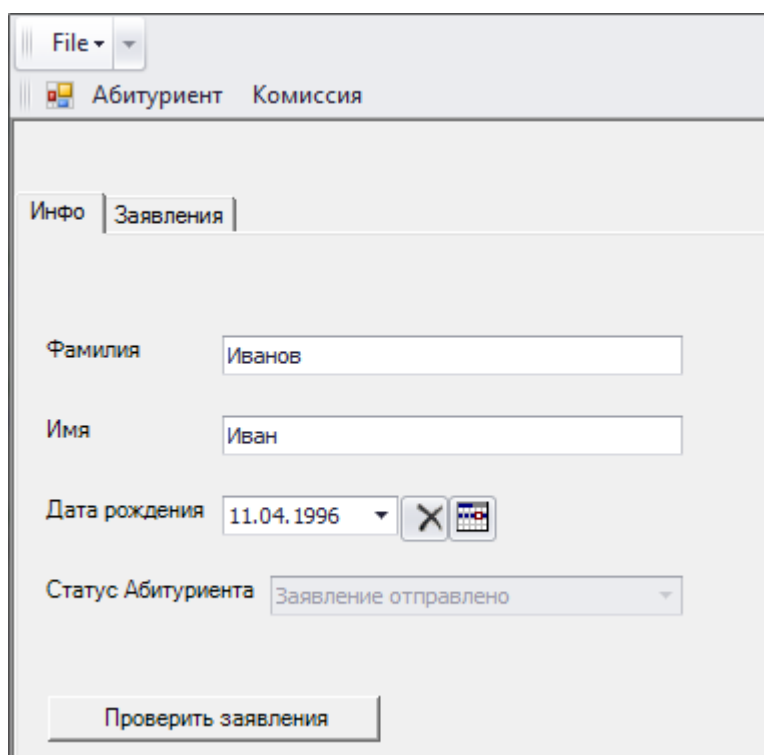 File
Абитуриент Комиссия
Инфо Заявления
Фамилия Иванов
Имя Иван
Дата рождения 11.04.1996
Статус Абитуриента Заявление отправлено
Проверить заявления